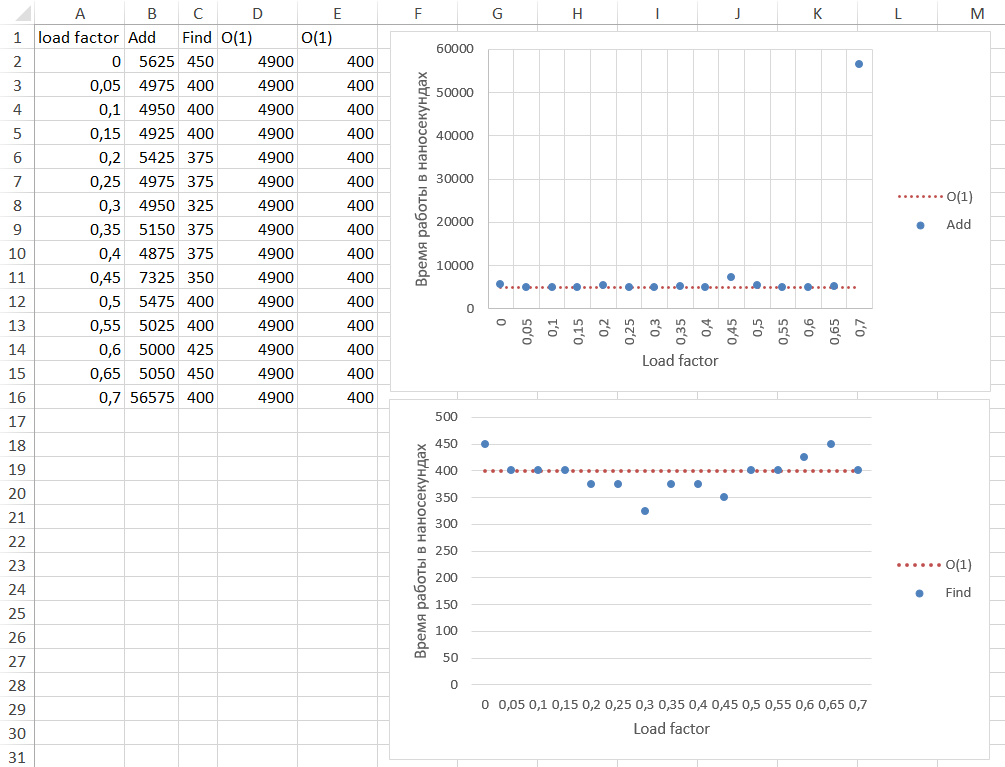 A B C D E F G H I J K L M
1 load factor Add Find O(1) O(1)
2 0 5625 450 4900 400
3 0,05 4975 400 4900 400
4 0,1 4950 400 4900 400
5 0,15 4925 400 4900 400
6 0,2 5425 375 4900 400
7 0,25 4975 375 4900 400
8 0,3 4950 325 4900 400
9 0,35 5150 375 4900 400
10 0,4 4875 375 4900 400
11 0,45 7325 350 4900 400
12 0,5 5475 400 4900 400
13 0,55 5025 400 4900 400
14 0,6 5000 425 4900 400
15 0,65 5050 450 4900 400
16 0,7 56575 400 4900 400
17
18
19
20
21
22
23
24
25
26
27
28
29
30
31
Время работы в наносекундах
60000
50000
40000
30000
20000
10000
0
0 0,05 0,1 0,15 0,2 0,25 0,3 0,35 0,4 0,45 0,5 0,55 0,6 0,65 0,7
Load factor
O(1)
Add
Время работы в наносекундах
500
450
400
350
300
250
200
150
100
50
0
0 0,05 0,1 0,15 0,2 0,25 0,3 0,35 0,4 0,45 0,5 0,55 0,6 0,65 0,7
Load factor
O(1)
Find